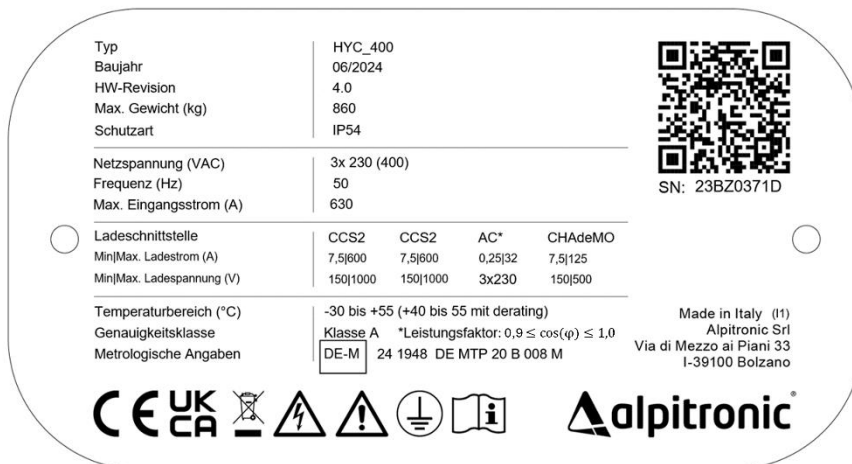 Typ HYC_400
Baujahr 06/2024
HW-Revision 4.0
Max. Gewicht (kg) 860
Schutzart IP54
Netzspannung (VAC) 3x 230 (400)
Frequenz (Hz) 50
Max. Eingangsstrom (A) 630
SN: 23BZ0371D
Ladeschnittstelle CCS2 CCS2 AC* CHAdeMO
Min|Max. Ladestrom (A) 7,5|600 7,5|600 0,25|32 7,5|125
Min|Max. Ladespannung (V) 150|1000 150|1000 3x230 150|500
Temperaturbereich (°C) -30 bis +55 (+40 bis 55 mit derating)
Genauigkeitsklasse Klasse A *Leistungsfaktor: 0,9 ≤ cos(φ) ≤ 1,0
Metrologische Angaben DE-M 24 1948 DE MTP 20 B 008 M
Made in Italy (I1)
Alpitronic Srl
Via di Mezzo ai Piani 33
I-39100 Bolzano
CE UK CA i alpitronic